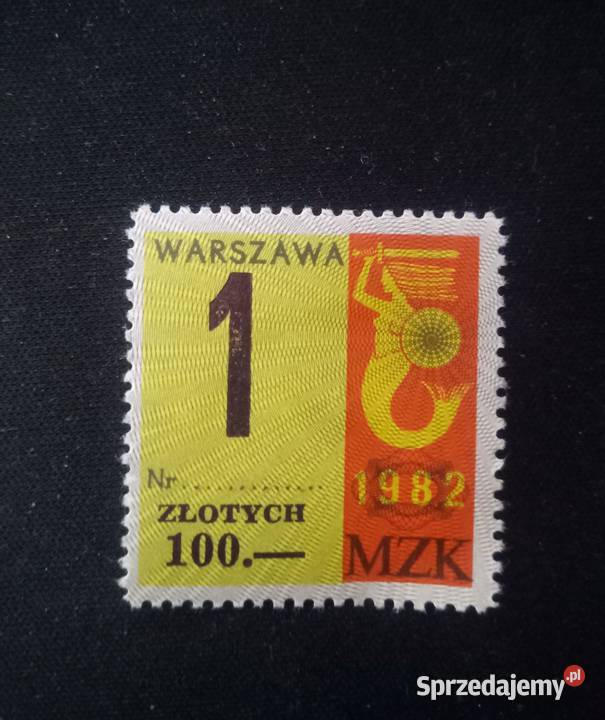 WARSZAWA
1
Nr..................
ZŁOTYCH
100.—
1982
MZK
Sprzedajemy.pl